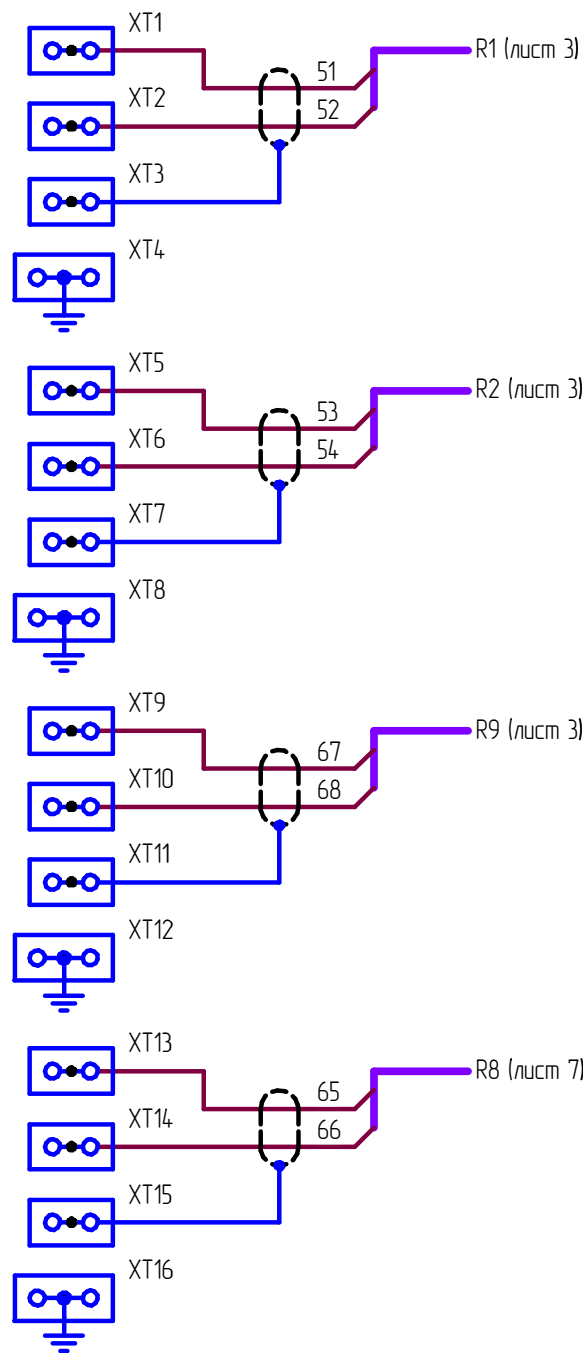 XT1
R1 (лист 3)
51
XT2
52
XT3
XT4
XT5
R2 (лист 3)
53
XT6
54
XT7
XT8
XT9
R9 (лист 3)
67
XT10
68
XT11
XT12
XT13
R8 (лист 7)
65
XT14
66
XT15
XT16